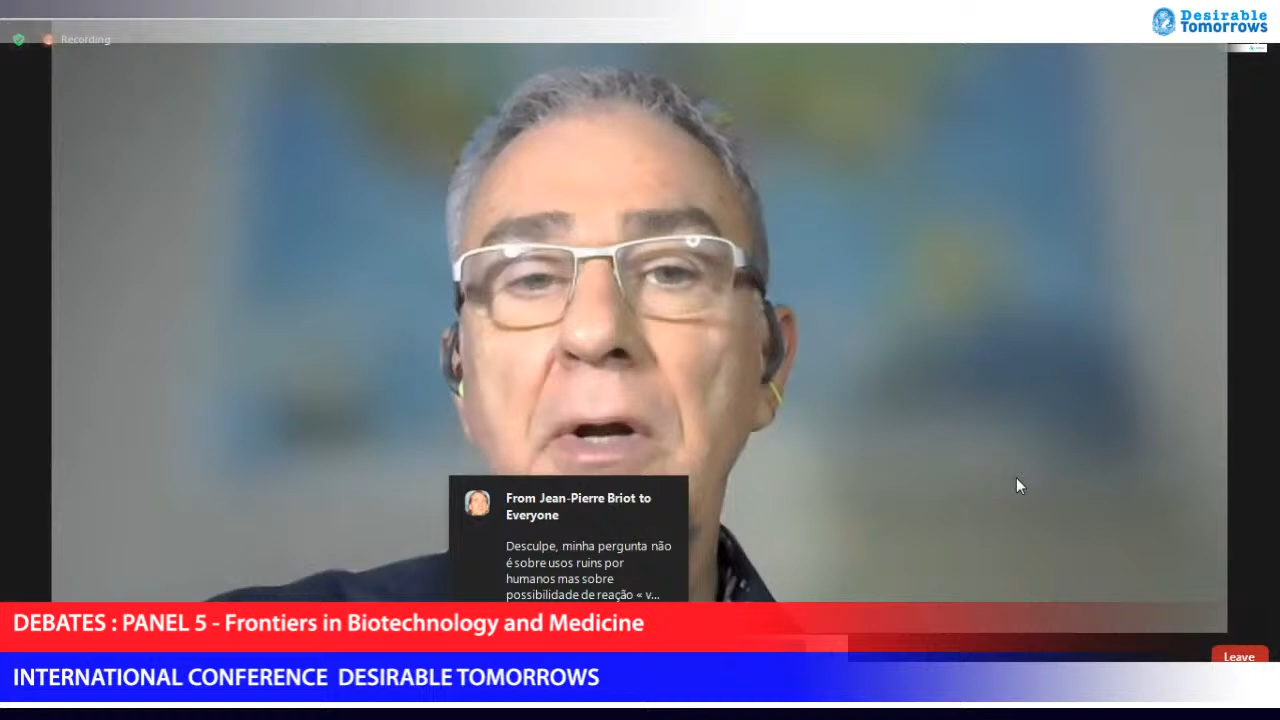 Desirable
Tomorrows
Recording
From Jean-Pierre Briot to
Everyone
Desculpe, minha pergunta não
é sobre usos ruins por
humanos mas sobre
possibilidade de reação « v...
DEBATES : PANEL 5 - Frontiers in Biotechnology and Medicine
Leave
INTERNATIONAL CONFERENCE DESIRABLE TOMORROWS